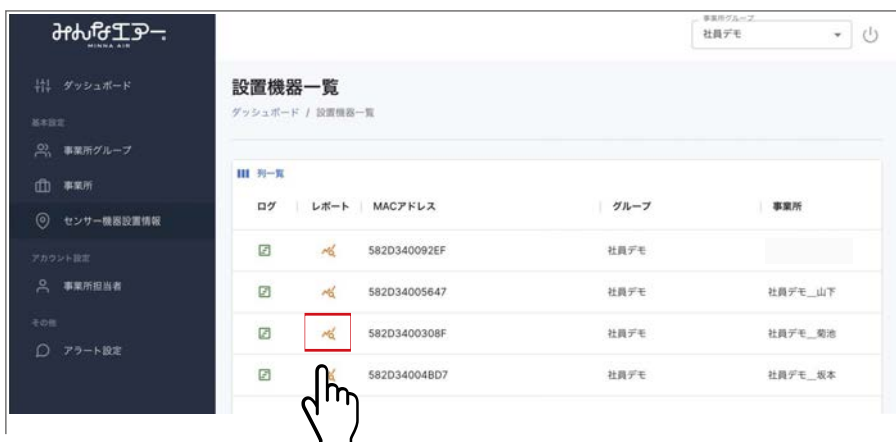 みんなエアー
MINNA AIR
事業所グループ
社員デモ
ダッシュボード
基本設定
事業所グループ
事業所
センサー機器設置情報
アカウント設定
事業所担当者
その他
アラート設定
設置機器一覧
ダッシュボード / 設置機器一覧
列一覧
ログ レポート MACアドレス グループ 事業所
582D340092EF 社員デモ
582D34005647 社員デモ 社員デモ__山下
582D3400308F 社員デモ 社員デモ__菊池
582D34004BD7 社員デモ 社員デモ__坂本